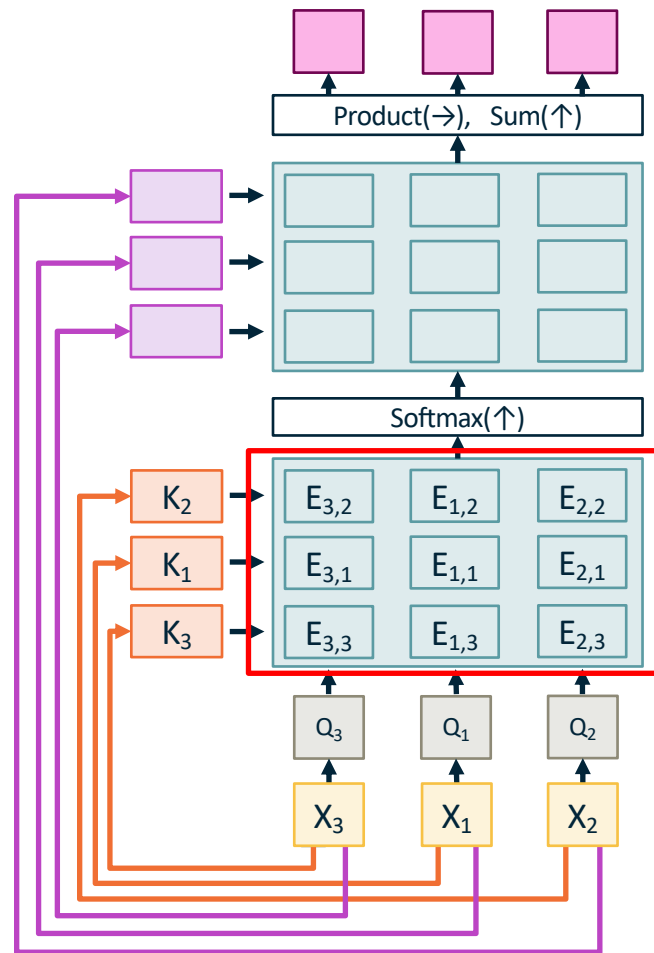 Product(→), Sum(↑)
Softmax(↑)
K₂ E₃,₂ E₁,₂ E₂,₂
K₁ E₃,₁ E₁,₁ E₂,₁
K₃ E₃,₃ E₁,₃ E₂,₃
Q₃ Q₁ Q₂
X₃ X₁ X₂